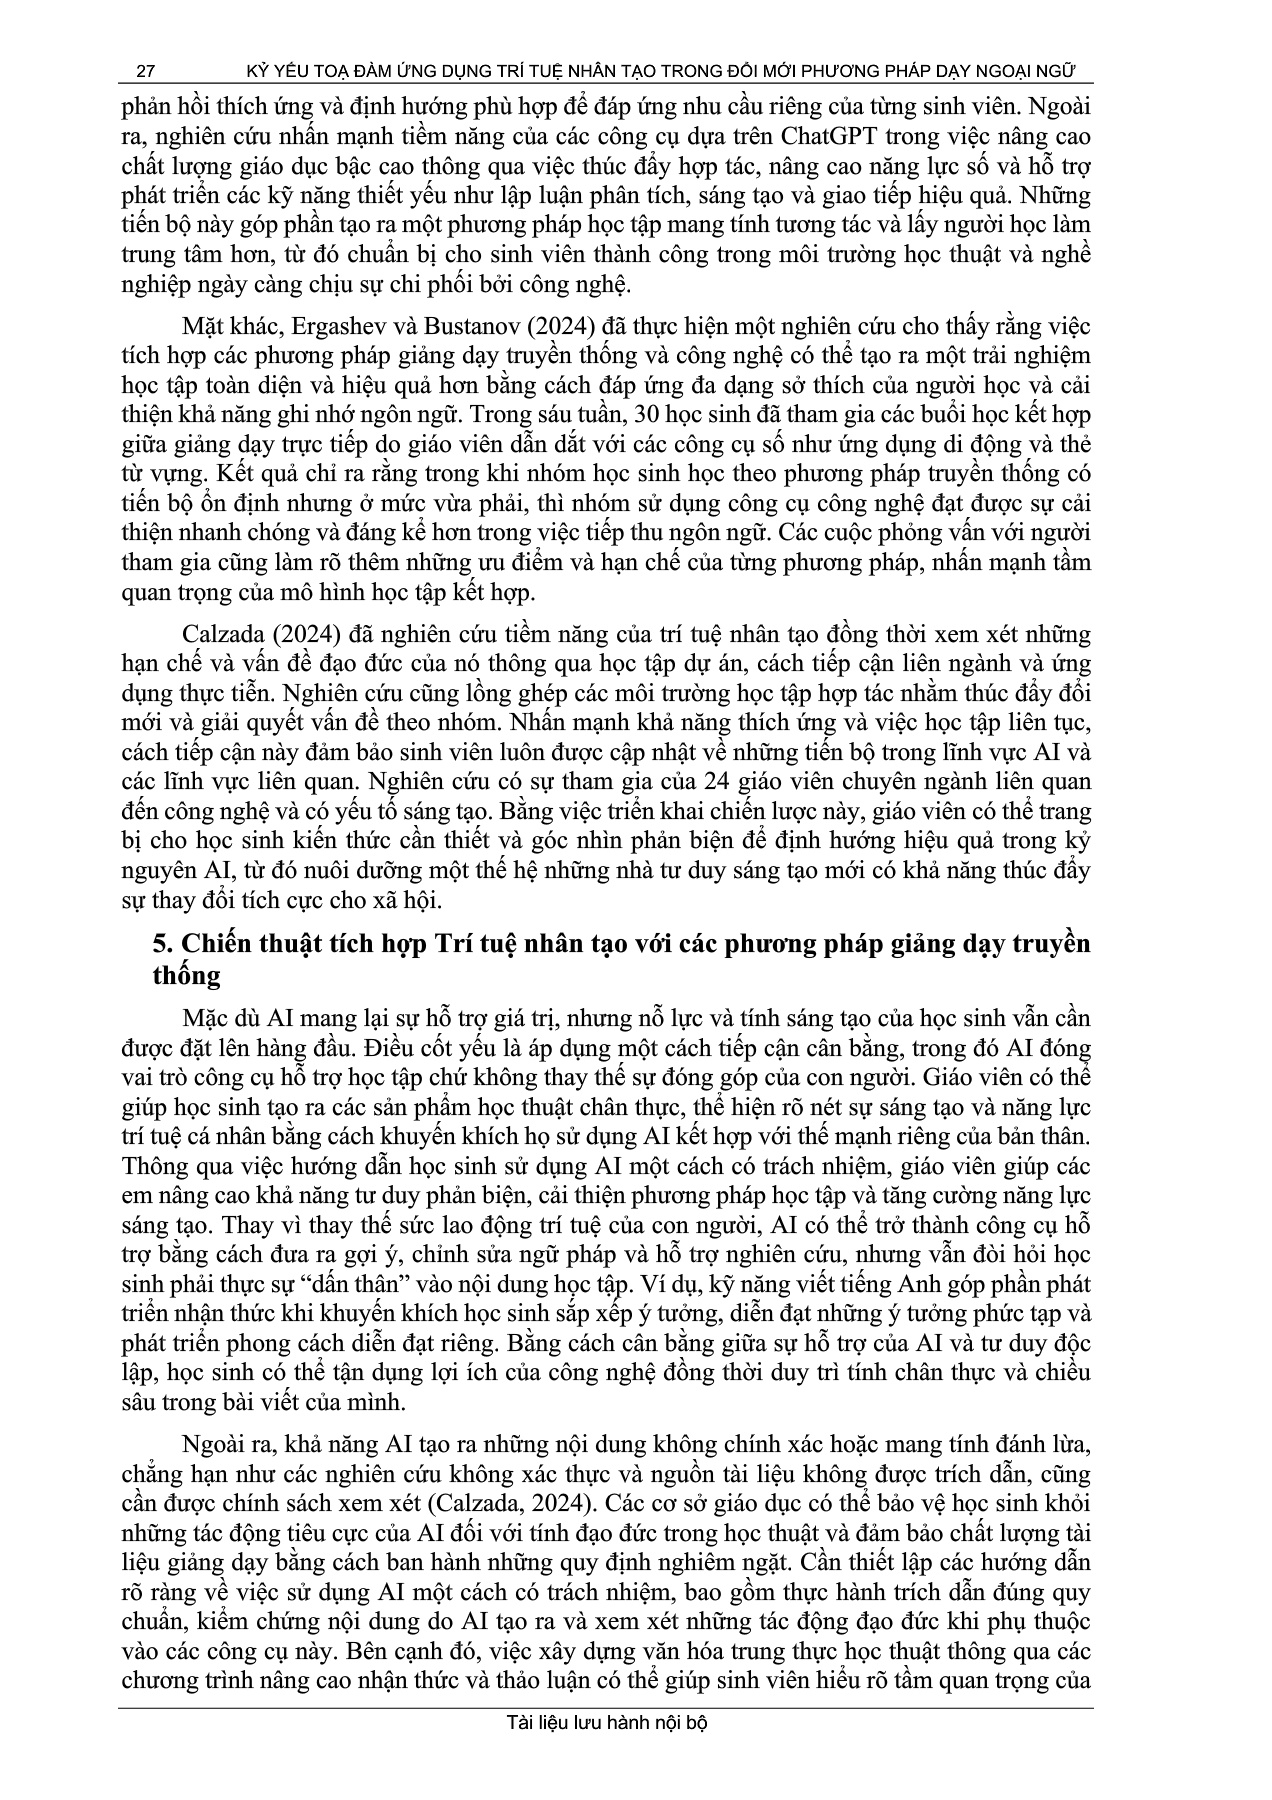 27 KỶ YẾU TOẠ ĐÀM ỨNG DỤNG TRÍ TUỆ NHÂN TẠO TRONG ĐỔI MỚI PHƯƠNG PHÁP DẠY NGOẠI NGỮ
phản hồi thích ứng và định hướng phù hợp để đáp ứng nhu cầu riêng của từng sinh viên. Ngoài
ra, nghiên cứu nhấn mạnh tiềm năng của các công cụ dựa trên ChatGPT trong việc nâng cao
chất lượng giáo dục bậc cao thông qua việc thúc đẩy hợp tác, nâng cao năng lực số và hỗ trợ
phát triển các kỹ năng thiết yếu như lập luận phân tích, sáng tạo và giao tiếp hiệu quả. Những
tiến bộ này góp phần tạo ra một phương pháp học tập mang tính tương tác và lấy người học làm
trung tâm hơn, từ đó chuẩn bị cho sinh viên thành công trong môi trường học thuật và nghề
nghiệp ngày càng chịu sự chi phối bởi công nghệ.
Mặt khác, Ergashev và Bustanov (2024) đã thực hiện một nghiên cứu cho thấy rằng việc
tích hợp các phương pháp giảng dạy truyền thống và công nghệ có thể tạo ra một trải nghiệm
học tập toàn diện và hiệu quả hơn bằng cách đáp ứng đa dạng sở thích của người học và cải
thiện khả năng ghi nhớ ngôn ngữ. Trong sáu tuần, 30 học sinh đã tham gia các buổi học kết hợp
giữa giảng dạy trực tiếp do giáo viên dẫn dắt với các công cụ số như ứng dụng di động và thẻ
từ vựng. Kết quả chỉ ra rằng trong khi nhóm học sinh học theo phương pháp truyền thống có
tiến bộ ổn định nhưng ở mức vừa phải, thì nhóm sử dụng công cụ công nghệ đạt được sự cải
thiện nhanh chóng và đáng kể hơn trong việc tiếp thu ngôn ngữ. Các cuộc phỏng vấn với người
tham gia cũng làm rõ thêm những ưu điểm và hạn chế của từng phương pháp, nhấn mạnh tầm
quan trọng của mô hình học tập kết hợp.
Calzada (2024) đã nghiên cứu tiềm năng của trí tuệ nhân tạo đồng thời xem xét những
hạn chế và vấn đề đạo đức của nó thông qua học tập dự án, cách tiếp cận liên ngành và ứng
dụng thực tiễn. Nghiên cứu cũng lồng ghép các môi trường học tập hợp tác nhằm thúc đẩy đổi
mới và giải quyết vấn đề theo nhóm. Nhấn mạnh khả năng thích ứng và việc học tập liên tục,
cách tiếp cận này đảm bảo sinh viên luôn được cập nhật về những tiến bộ trong lĩnh vực AI và
các lĩnh vực liên quan. Nghiên cứu có sự tham gia của 24 giáo viên chuyên ngành liên quan
đến công nghệ và có yếu tố sáng tạo. Bằng việc triển khai chiến lược này, giáo viên có thể trang
bị cho học sinh kiến thức cần thiết và góc nhìn phản biện để định hướng hiệu quả trong kỷ
nguyên AI, từ đó nuôi dưỡng một thế hệ những nhà tư duy sáng tạo mới có khả năng thúc đẩy
sự thay đổi tích cực cho xã hội.
5. Chiến thuật tích hợp Trí tuệ nhân tạo với các phương pháp giảng dạy truyền
thống
Mặc dù AI mang lại sự hỗ trợ giá trị, nhưng nỗ lực và tính sáng tạo của học sinh vẫn cần
được đặt lên hàng đầu. Điều cốt yếu là áp dụng một cách tiếp cận cân bằng, trong đó AI đóng
vai trò công cụ hỗ trợ học tập chứ không thay thế sự đóng góp của con người. Giáo viên có thể
giúp học sinh tạo ra các sản phẩm học thuật chân thực, thể hiện rõ nét sự sáng tạo và năng lực
trí tuệ cá nhân bằng cách khuyến khích họ sử dụng AI kết hợp với thế mạnh riêng của bản thân.
Thông qua việc hướng dẫn học sinh sử dụng AI một cách có trách nhiệm, giáo viên giúp các
em nâng cao khả năng tư duy phản biện, cải thiện phương pháp học tập và tăng cường năng lực
sáng tạo. Thay vì thay thế sức lao động trí tuệ của con người, AI có thể trở thành công cụ hỗ
trợ bằng cách đưa ra gợi ý, chỉnh sửa ngữ pháp và hỗ trợ nghiên cứu, nhưng vẫn đòi hỏi học
sinh phải thực sự “dấn thân” vào nội dung học tập. Ví dụ, kỹ năng viết tiếng Anh góp phần phát
triển nhận thức khi khuyến khích học sinh sắp xếp ý tưởng, diễn đạt những ý tưởng phức tạp và
phát triển phong cách diễn đạt riêng. Bằng cách cân bằng giữa sự hỗ trợ của AI và tư duy độc
lập, học sinh có thể tận dụng lợi ích của công nghệ đồng thời duy trì tính chân thực và chiều
sâu trong bài viết của mình.
Ngoài ra, khả năng AI tạo ra những nội dung không chính xác hoặc mang tính đánh lừa,
chẳng hạn như các nghiên cứu không xác thực và nguồn tài liệu không được trích dẫn, cũng
cần được chính sách xem xét (Calzada, 2024). Các cơ sở giáo dục có thể bảo vệ học sinh khỏi
những tác động tiêu cực của AI đối với tính đạo đức trong học thuật và đảm bảo chất lượng tài
liệu giảng dạy bằng cách ban hành những quy định nghiêm ngặt. Cần thiết lập các hướng dẫn
rõ ràng về việc sử dụng AI một cách có trách nhiệm, bao gồm thực hành trích dẫn đúng quy
chuẩn, kiểm chứng nội dung do AI tạo ra và xem xét những tác động đạo đức khi phụ thuộc
vào các công cụ này. Bên cạnh đó, việc xây dựng văn hóa trung thực học thuật thông qua các
chương trình nâng cao nhận thức và thảo luận có thể giúp sinh viên hiểu rõ tầm quan trọng của
Tài liệu lưu hành nội bộ